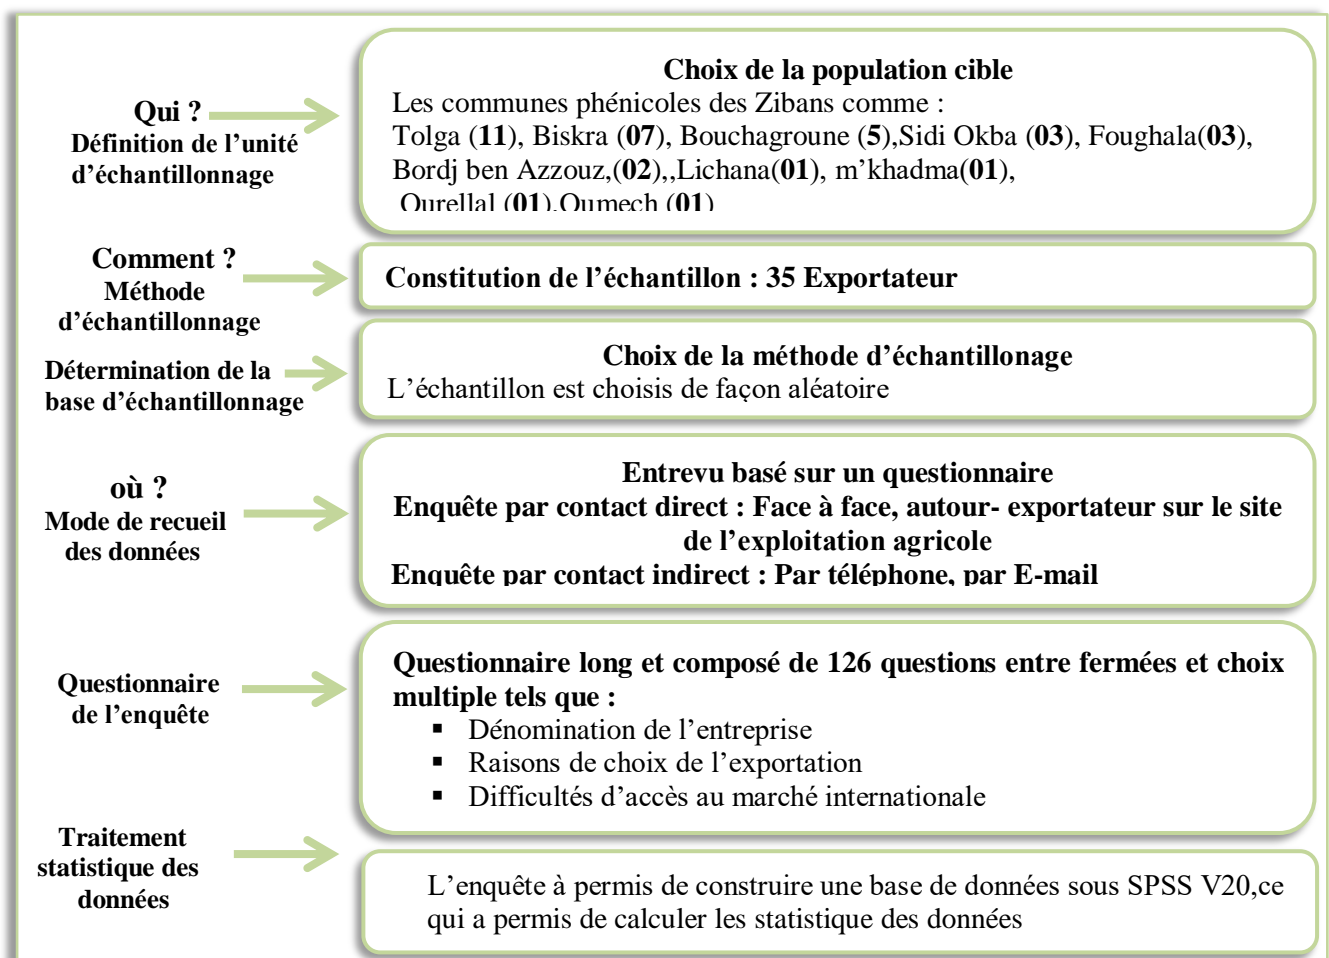 Qui ?
Définition de l’unité
d’échantillonnage
Choix de la population cible
Les communes phénicoles des Zibans comme :
Tolga (11), Biskra (07), Bouchagroune (5),Sidi Okba (03), Foughala(03),
Bordj ben Azzouz,(02),,Lichana(01), m’khadma(01),
Ourellal (01),Oumech (01)
Comment ?
Méthode
d’échantillonnage
Constitution de l’échantillon : 35 Exportateur
Détermination de la
base d’échantillonnage
Choix de la méthode d’échantillonage
L’échantillon est choisis de façon aléatoire
où ?
Mode de recueil
des données
Entrevu basé sur un questionnaire
Enquête par contact direct : Face à face, autour- exportateur sur le site
de l’exploitation agricole
Enquête par contact indirect : Par téléphone, par E-mail
Questionnaire
de l’enquête
Questionnaire long et composé de 126 questions entre fermées et choix
multiple tels que :
▪ Dénomination de l’entreprise
▪ Raisons de choix de l’exportation
▪ Difficultés d’accès au marché internationale
Traitement
statistique des
données
L’enquête à permis de construire une base de données sous SPSS V20,ce
qui a permis de calculer les statistique des données